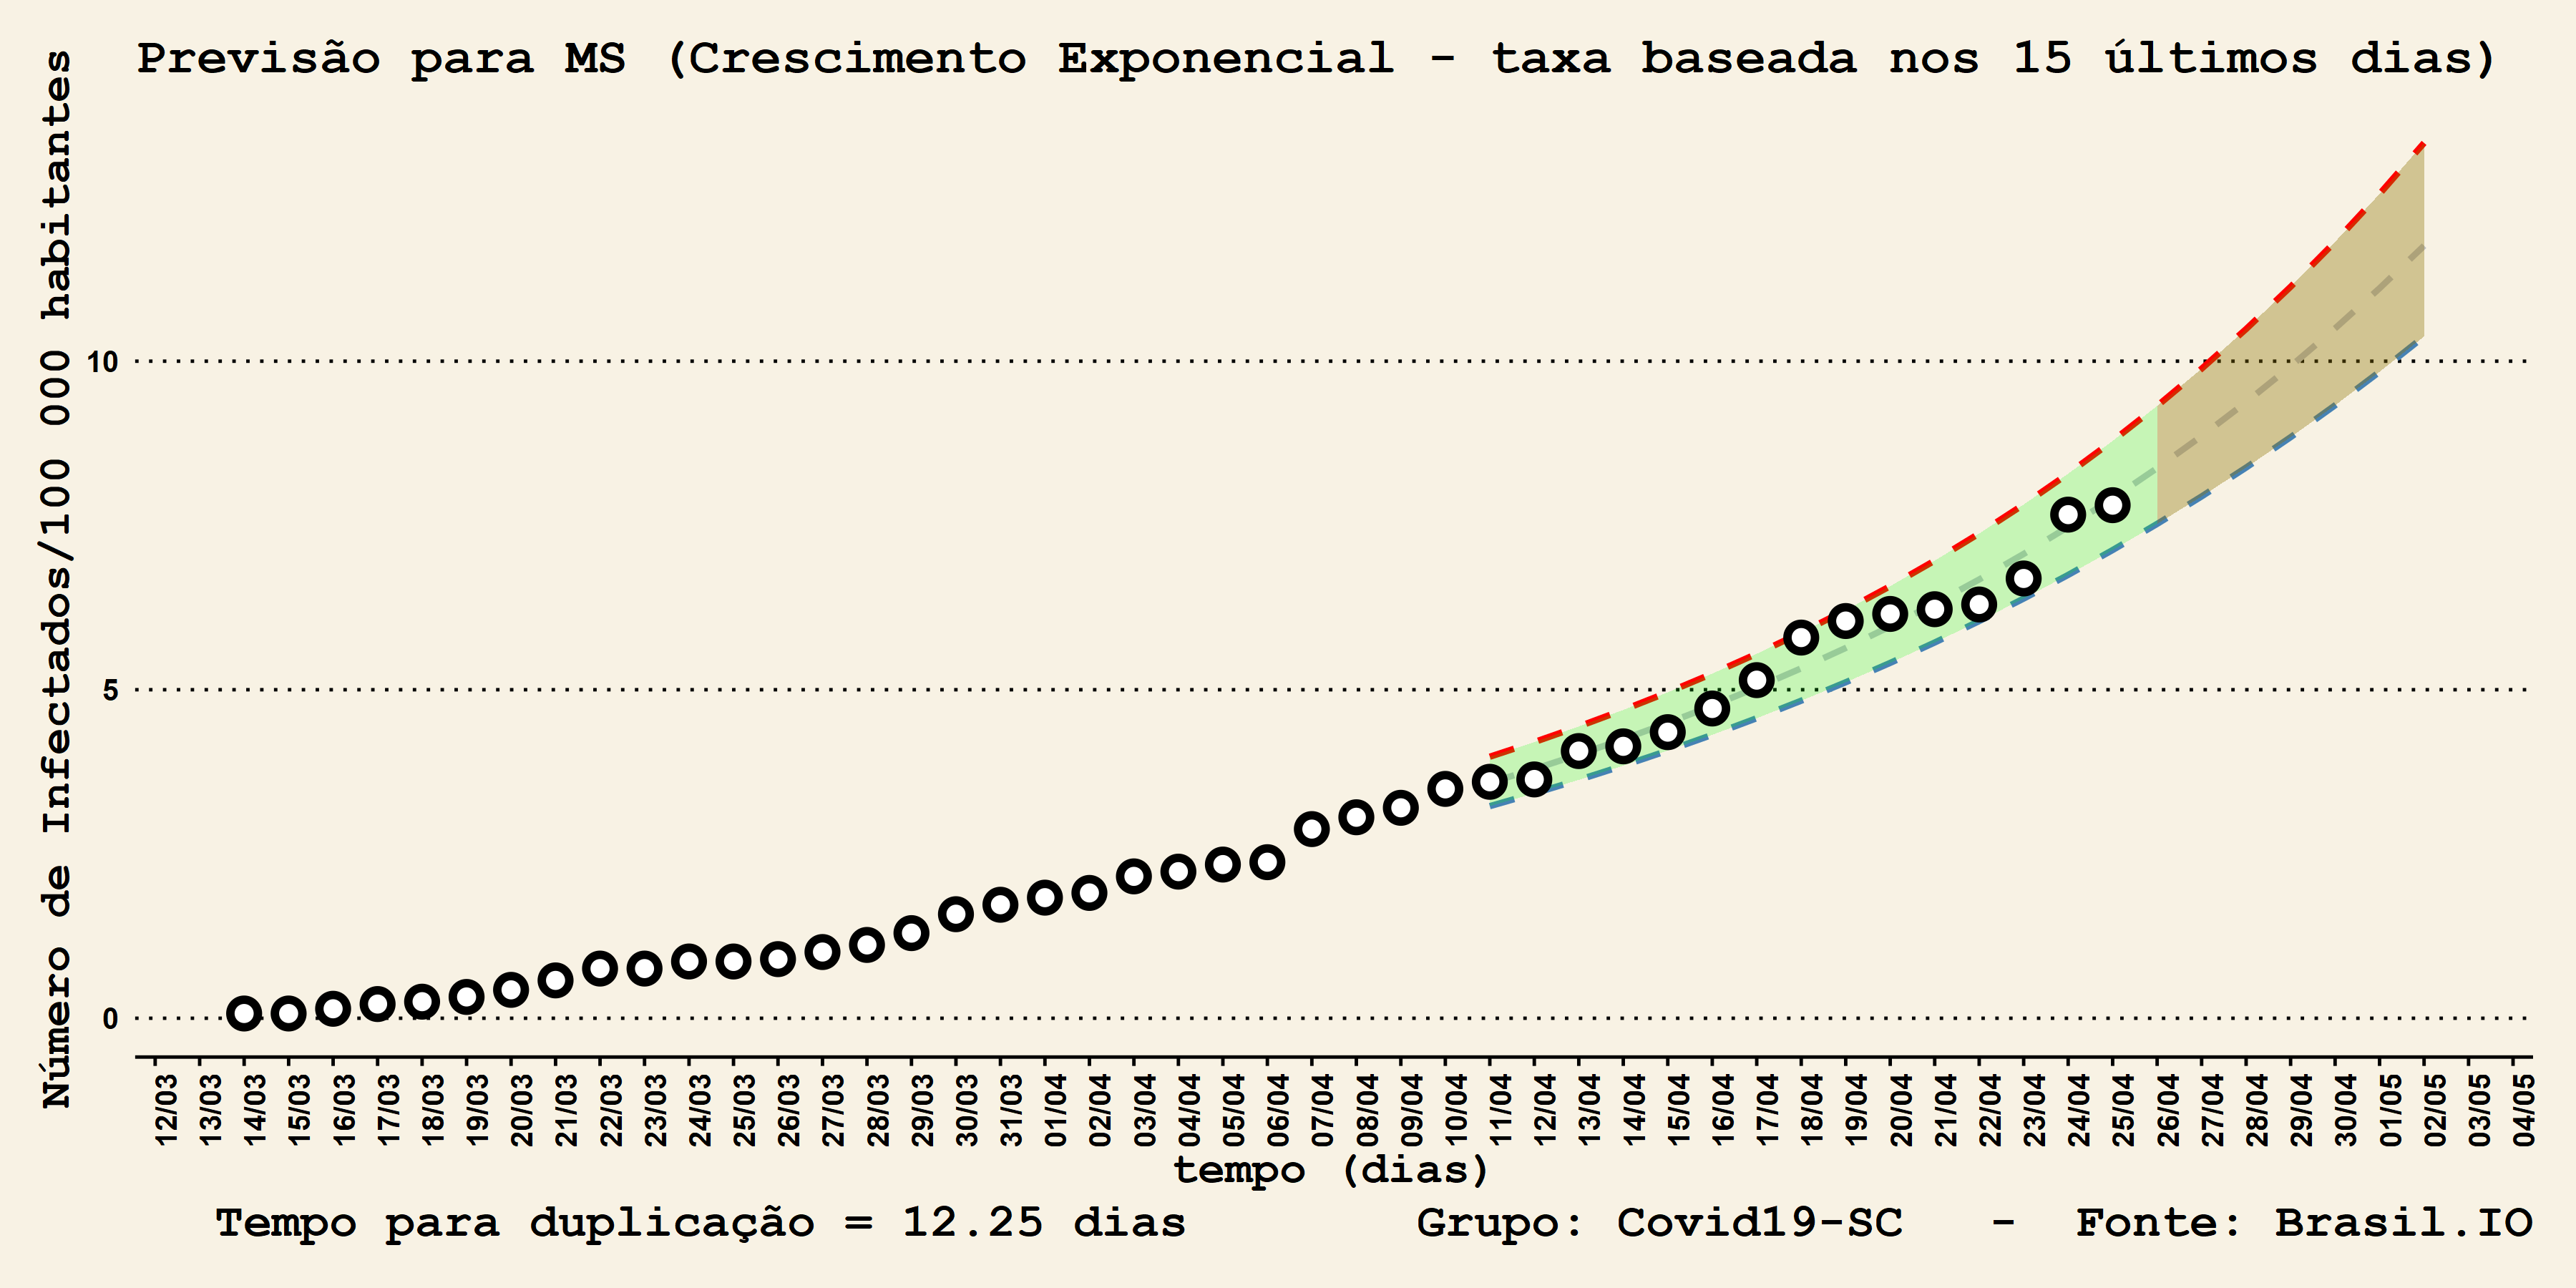 Previsão para MS (Crescimento Exponencial - taxa baseada nos 15 últimos dias)
Número de Infectados/100 000 habitantes
10
5
0
12/03 13/03 14/03 15/03 16/03 17/03 18/03 19/03 20/03 21/03 22/03 23/03 24/03 25/03 26/03 27/03 28/03 29/03 30/03 31/03 01/04 02/04 03/04 04/04 05/04 06/04 07/04 08/04 09/04 10/04 11/04 12/04 13/04 14/04 15/04 16/04 17/04 18/04 19/04 20/04 21/04 22/04 23/04 24/04 25/04 26/04 27/04 28/04 29/04 30/04 01/05 02/05 03/05 04/05
tempo (dias)
Tempo para duplicação = 12.25 dias Grupo: Covid19-SC - Fonte: Brasil.IO